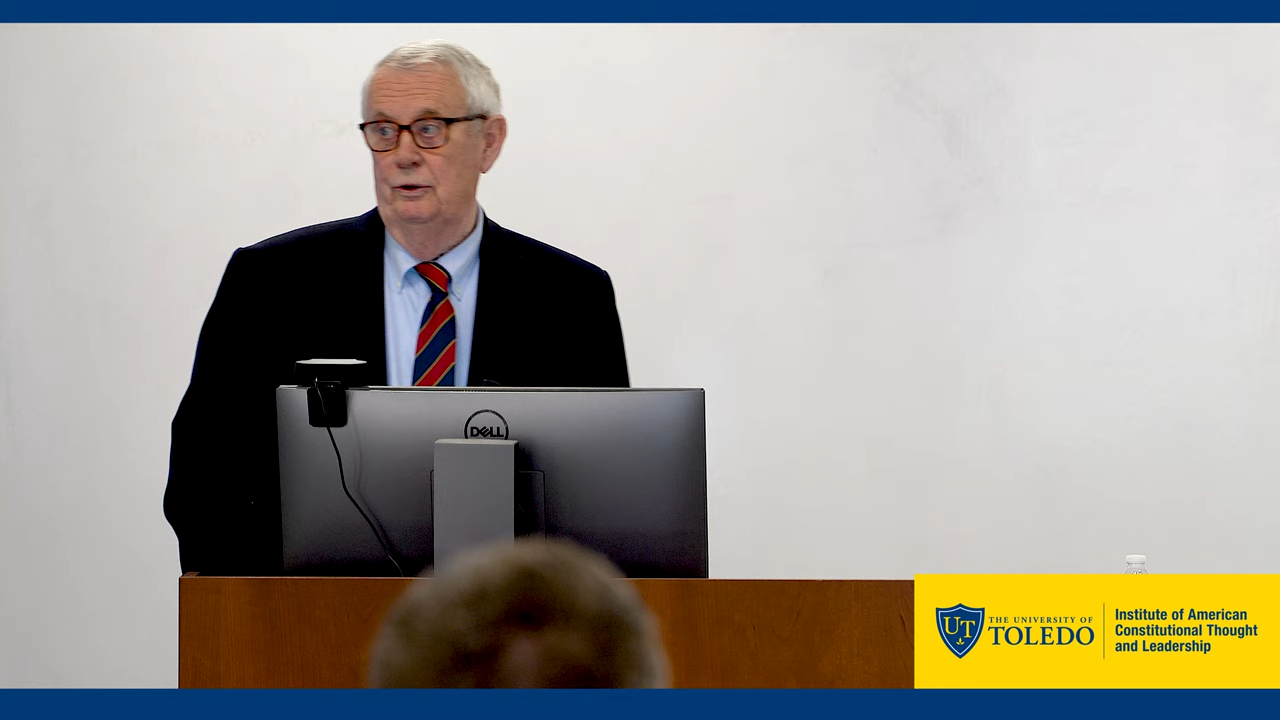 DELL
UT
THE UNIVERSITY OF
TOLEDO
Institute of American
Constitutional Thought
and Leadership